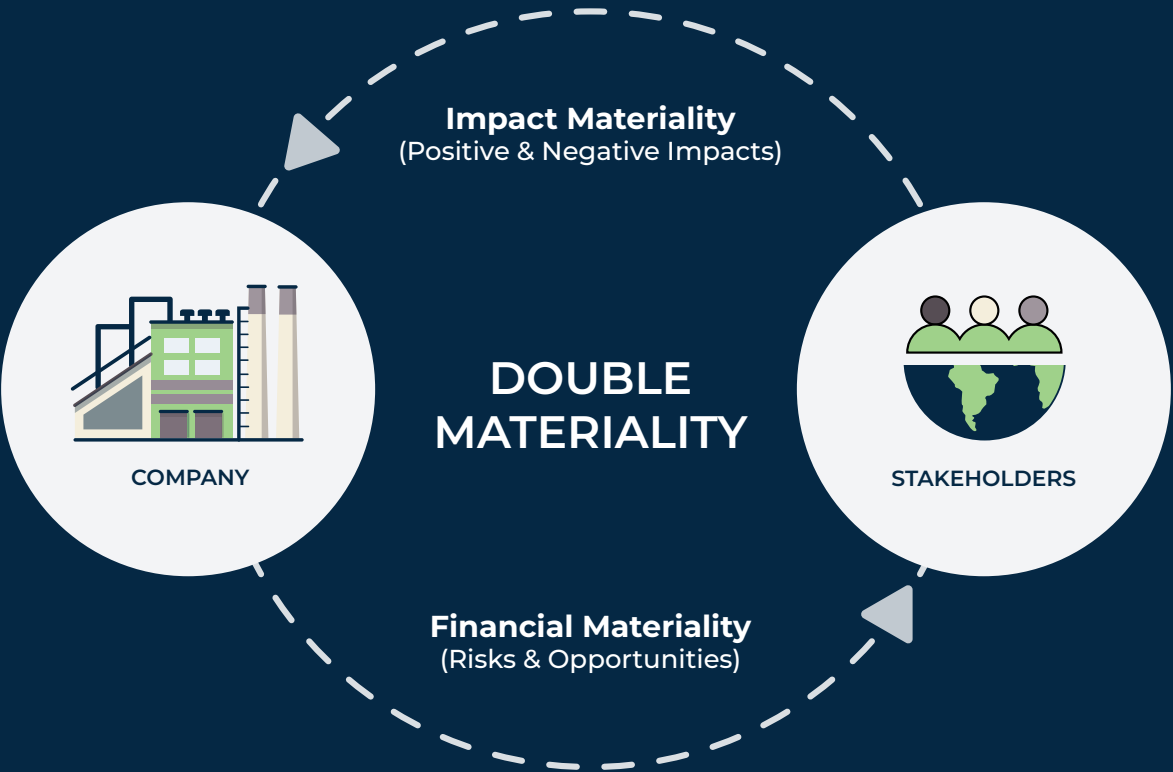 Impact Materiality
(Positive & Negative Impacts)
DOUBLE
MATERIALITY
COMPANY
STAKEHOLDERS
Financial Materiality
(Risks & Opportunities)